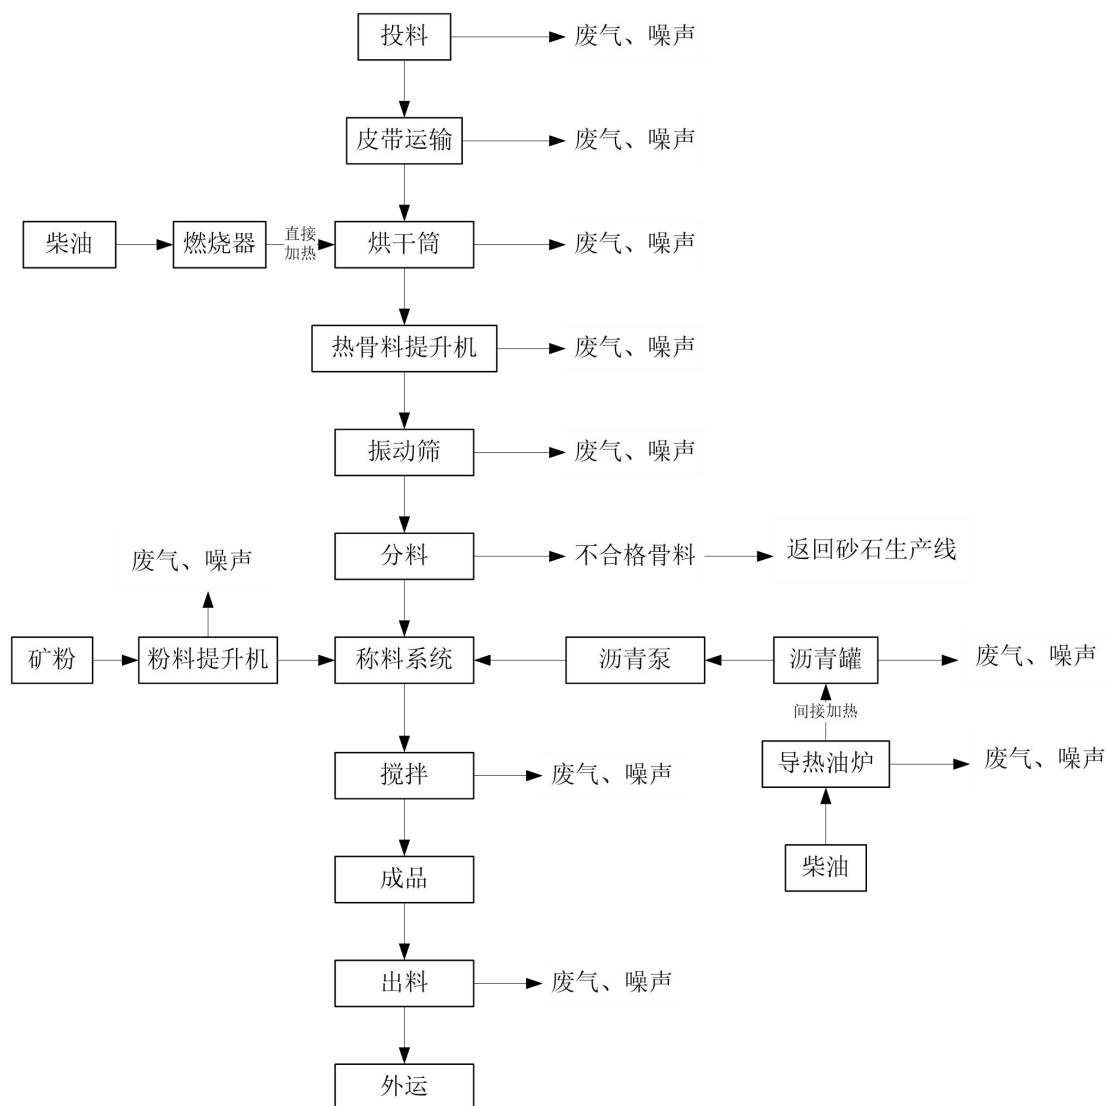 投料
废气、噪声
皮带运输
废气、噪声
柴油
燃烧器
直接
加热
烘干筒
废气、噪声
热骨料提升机
废气、噪声
振动筛
废气、噪声
分料
不合格骨料
返回砂石生产线
废气、噪声
矿粉
粉料提升机
称料系统
沥青泵
沥青罐
废气、噪声
间接加热
搅拌
废气、噪声
导热油炉
废气、噪声
柴油
成品
出料
废气、噪声
外运